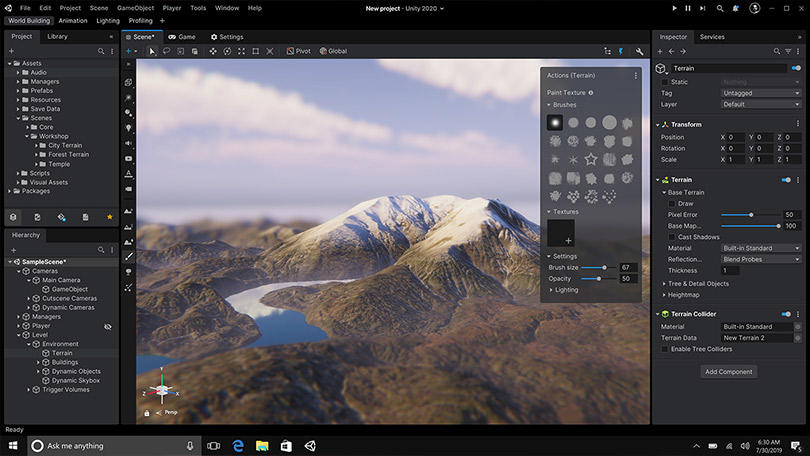 File Edit Scene GameObject Player Tools Window Help
New project - Unity 2020
World Building Animation Lighting Profiling
Project Library
Assets
Audio
Managers
Prefabs
Resources
Save Data
Scenes
Core
Workshop
City Terrain
Forest Terrain
Temple
Scripts
Visual Assets
Packages
Hierarchy
SampleScene*
Cameras
Main Camera
GameObject
Cutscene Cameras
Dynamic Cameras
Managers
Player
Level
Environment
Terrain
Buildings
Dynamic Objects
Dynamic Skybox
Trigger Volumes
Ready
Scene* Game Settings
Pivot Global
Y
Z X
Persp
Actions (Terrain)
Paint Texture
Brushes
Textures
Settings
Brush size 67
Opacity 50
Lighting
Inspector Services
Terrain
Static Nothing
Tag Untagged
Layer Default
Transform
Position X 0 Y 0 Z 0
Rotation X 0 Y 0 Z 0
Scale X 1 Y 1 Z 1
Terrain
Base Terrain
Draw
Pixel Error 50
Base Map... 100
Cast Shadows
Material Built-in Standard
Reflection... Blend Probes
Thickness 1
Tree & Detail Objects
Heightmap
Terrain Collider
Material Built-in Standard
Terrain Data New Terrain 2
Enable Tree Colliders
Add Component
Ask me anything
6:30 AM
7/30/2019